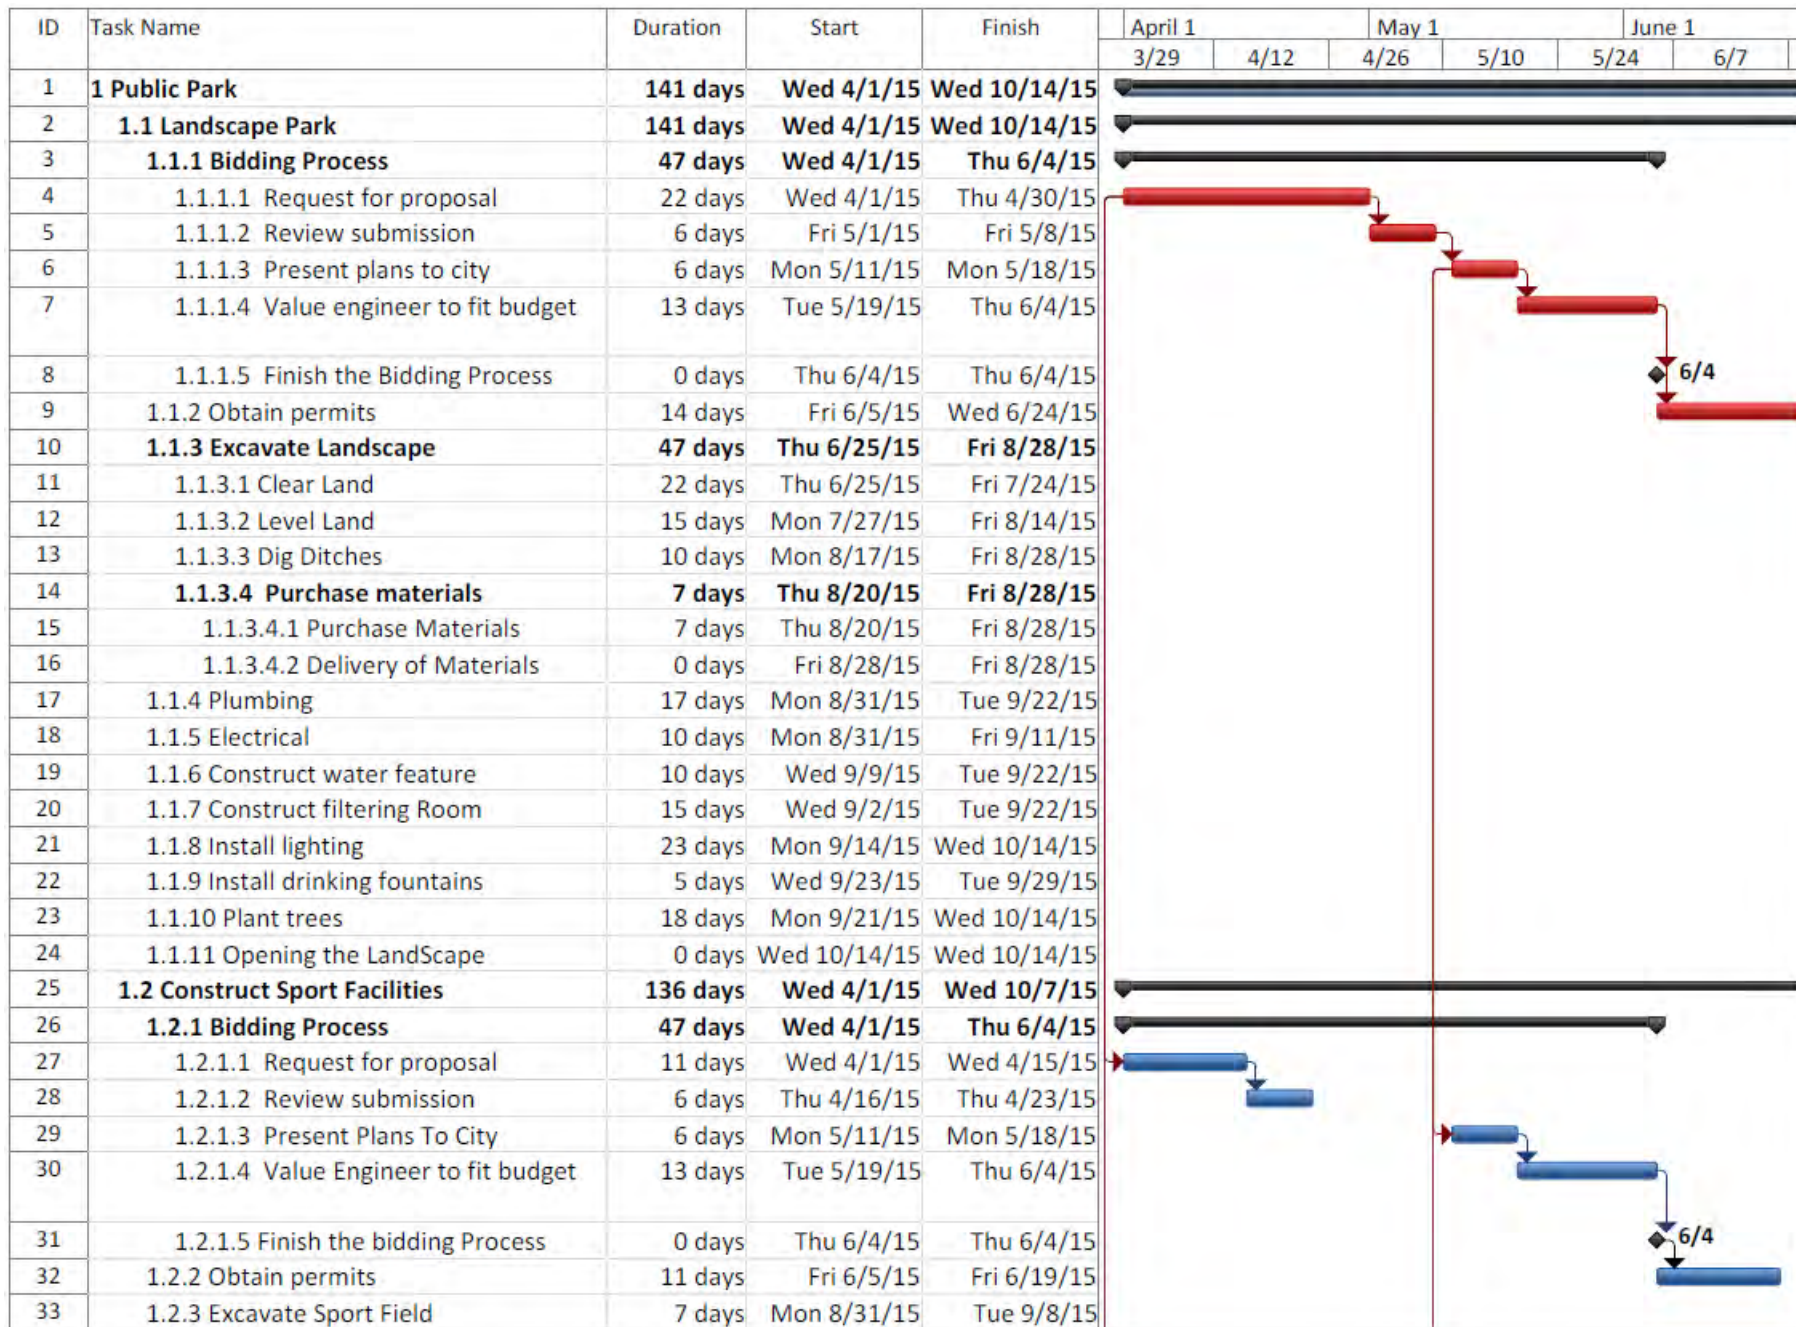 ID Task Name Duration Start Finish April 1 May 1 June 1
3/29 4/12 4/26 5/10 5/24 6/7
1 1 Public Park 141 days Wed 4/1/15 Wed 10/14/15
2 1.1 Landscape Park 141 days Wed 4/1/15 Wed 10/14/15
3 1.1.1 Bidding Process 47 days Wed 4/1/15 Thu 6/4/15
4 1.1.1.1 Request for proposal 22 days Wed 4/1/15 Thu 4/30/15
5 1.1.1.2 Review submission 6 days Fri 5/1/15 Fri 5/8/15
6 1.1.1.3 Present plans to city 6 days Mon 5/11/15 Mon 5/18/15
7 1.1.1.4 Value engineer to fit budget 13 days Tue 5/19/15 Thu 6/4/15
8 1.1.1.5 Finish the Bidding Process 0 days Thu 6/4/15 Thu 6/4/15 6/4
9 1.1.2 Obtain permits 14 days Fri 6/5/15 Wed 6/24/15
10 1.1.3 Excavate Landscape 47 days Thu 6/25/15 Fri 8/28/15
11 1.1.3.1 Clear Land 22 days Thu 6/25/15 Fri 7/24/15
12 1.1.3.2 Level Land 15 days Mon 7/27/15 Fri 8/14/15
13 1.1.3.3 Dig Ditches 10 days Mon 8/17/15 Fri 8/28/15
14 1.1.3.4 Purchase materials 7 days Thu 8/20/15 Fri 8/28/15
15 1.1.3.4.1 Purchase Materials 7 days Thu 8/20/15 Fri 8/28/15
16 1.1.3.4.2 Delivery of Materials 0 days Fri 8/28/15 Fri 8/28/15
17 1.1.4 Plumbing 17 days Mon 8/31/15 Tue 9/22/15
18 1.1.5 Electrical 10 days Mon 8/31/15 Fri 9/11/15
19 1.1.6 Construct water feature 10 days Wed 9/9/15 Tue 9/22/15
20 1.1.7 Construct filtering Room 15 days Wed 9/2/15 Tue 9/22/15
21 1.1.8 Install lighting 23 days Mon 9/14/15 Wed 10/14/15
22 1.1.9 Install drinking fountains 5 days Wed 9/23/15 Tue 9/29/15
23 1.1.10 Plant trees 18 days Mon 9/21/15 Wed 10/14/15
24 1.1.11 Opening the LandScape 0 days Wed 10/14/15 Wed 10/14/15
25 1.2 Construct Sport Facilities 136 days Wed 4/1/15 Wed 10/7/15
26 1.2.1 Bidding Process 47 days Wed 4/1/15 Thu 6/4/15
27 1.2.1.1 Request for proposal 11 days Wed 4/1/15 Wed 4/15/15
28 1.2.1.2 Review submission 6 days Thu 4/16/15 Thu 4/23/15
29 1.2.1.3 Present Plans To City 6 days Mon 5/11/15 Mon 5/18/15
30 1.2.1.4 Value Engineer to fit budget 13 days Tue 5/19/15 Thu 6/4/15
31 1.2.1.5 Finish the bidding Process 0 days Thu 6/4/15 Thu 6/4/15 6/4
32 1.2.2 Obtain permits 11 days Fri 6/5/15 Fri 6/19/15
33 1.2.3 Excavate Sport Field 7 days Mon 8/31/15 Tue 9/8/15